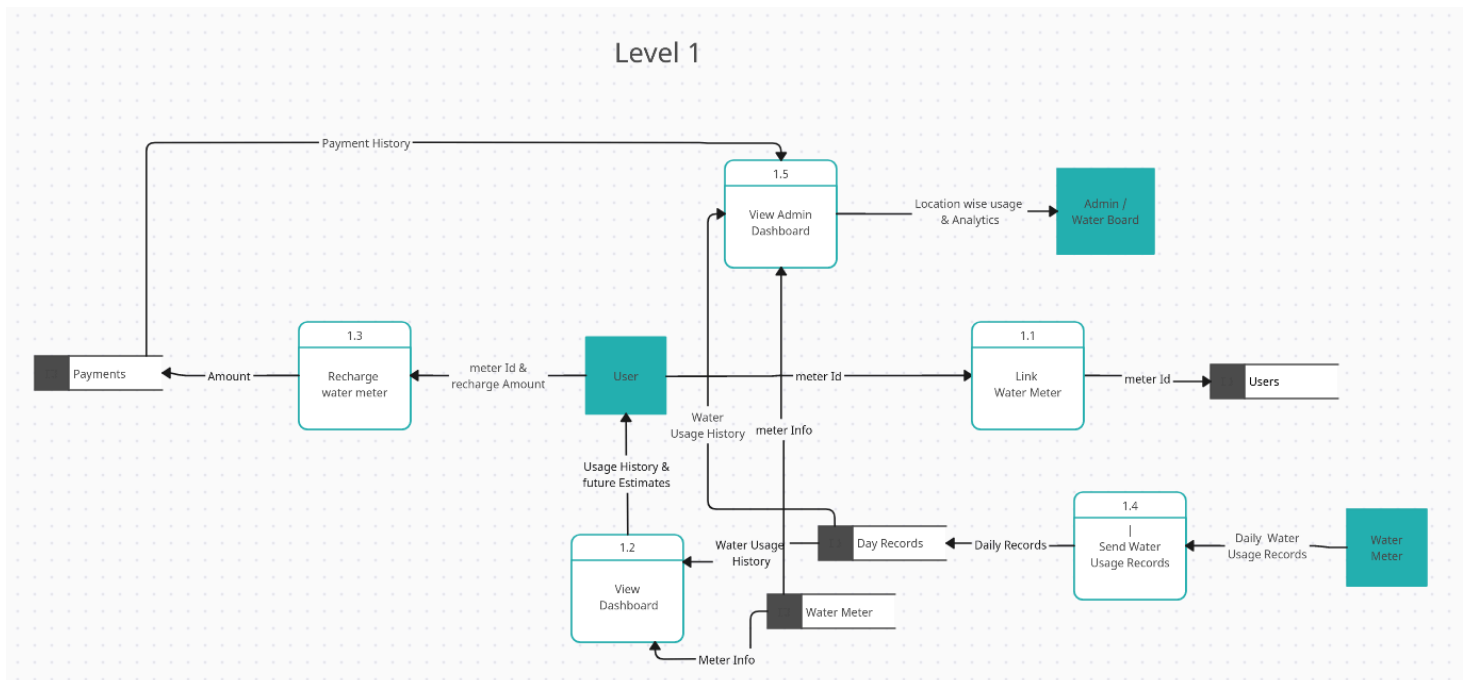 Level 1
Payment History
1.5
View Admin
Dashboard
Location wise usage
& Analytics
Admin /
Water Board
1.3
Recharge
water meter
Payments
Amount
meter Id &
recharge Amount
User
meter Id
1.1
Link
Water Meter
meter Id
Users
Water
Usage History
meter Info
Usage History &
future Estimates
1.4
|
Send Water
Usage Records
Daily Water
Usage Records
Water
Meter
Daily Records
Day Records
Water Usage
History
1.2
View
Dashboard
Water Meter
Meter Info